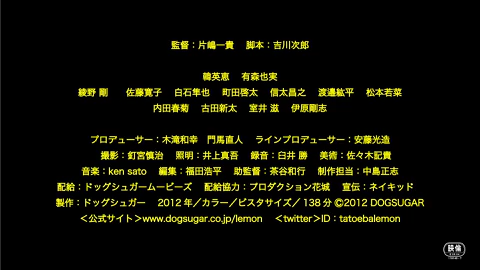 監督：片嶋一貴　脚本：吉川次郎
韓英恵　有森也実
綾野 剛　佐藤寛子　白石隼也　町田啓太　信太昌之　渡邊紘平　松本若菜
内田春菊　古田新太　室井 滋　伊原剛志
プロデューサー：木滝和幸　門馬直人　ラインプロデューサー：安藤光造
撮影：釘宮慎治　照明：井上真吾　録音：臼井 勝　美術：佐々木記貴
音楽：ken sato　編集：福田浩平　助監督：茶谷和行　制作担当：中島正志
配給：ドッグシュガームービーズ　配給協力：プロダクション花城　宣伝：ネイキッド
製作：ドッグシュガー　2012年／カラー／ビスタサイズ／138分 ©2012 DOGSUGAR
＜公式サイト＞www.dogsugar.co.jp/lemon　＜twitter＞ID：tatoebalemon
映倫